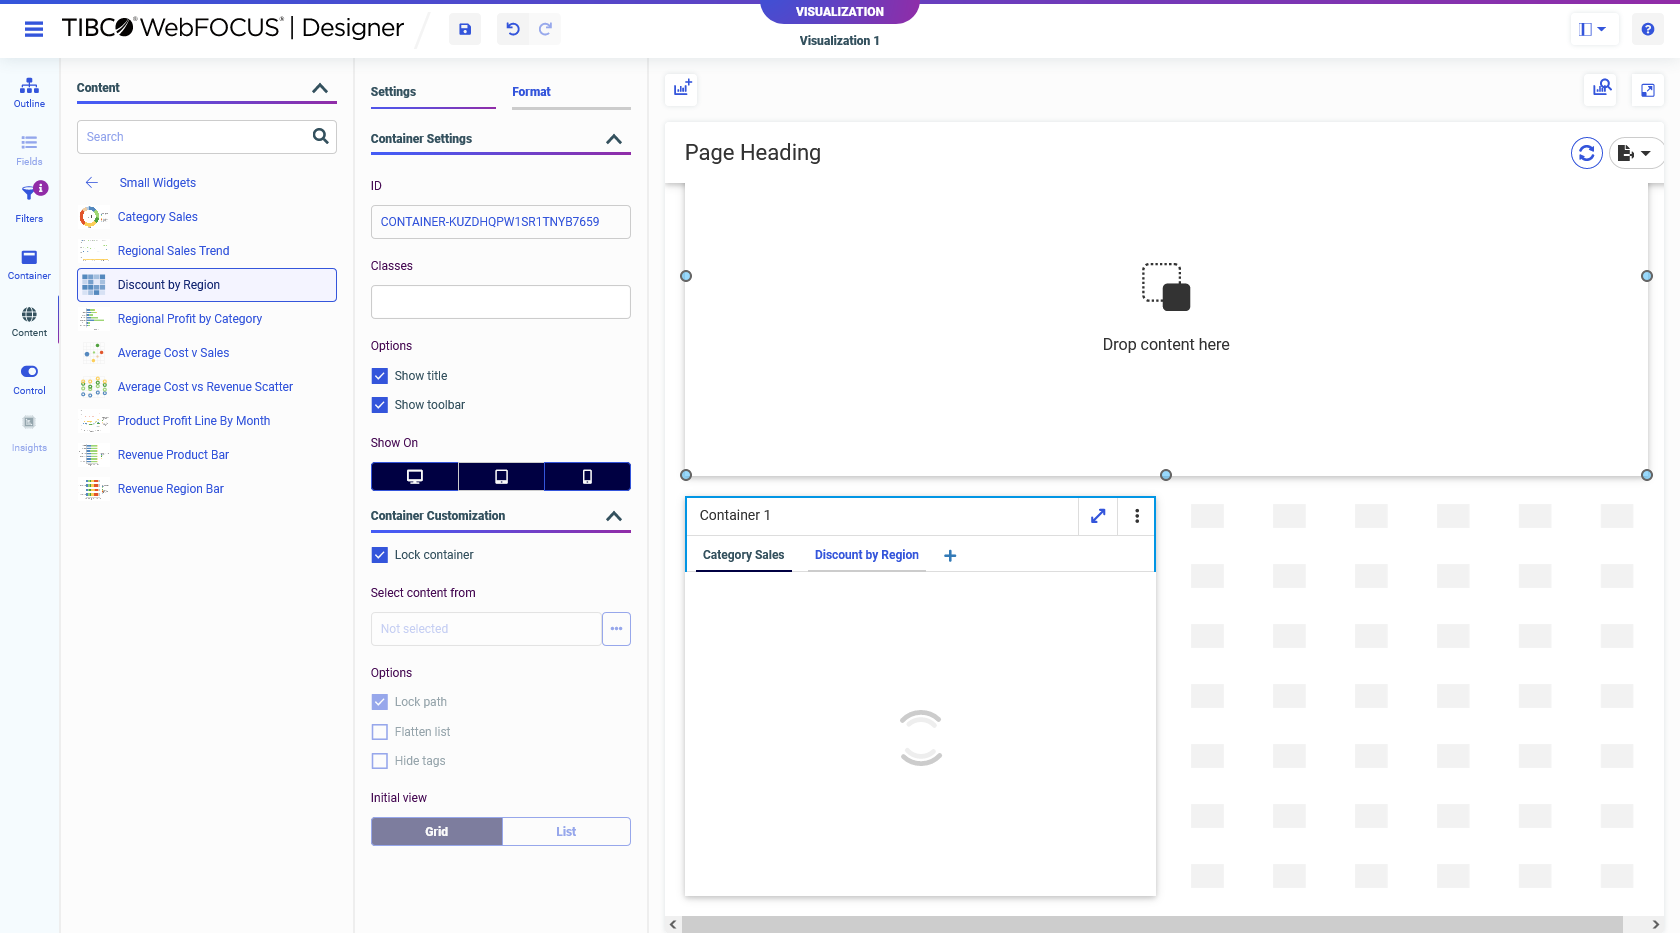 VISUALIZATION
TIBCO® WebFOCUS® | Designer
Visualization 1
Outline
Fields
i
Filters
Container
Content
Control
Insights
Content
Search
Small Widgets
Category Sales
Regional Sales Trend
Discount by Region
Regional Profit by Category
Average Cost v Sales
Average Cost vs Revenue Scatter
Product Profit Line By Month
Revenue Product Bar
Revenue Region Bar
Settings
Format
Container Settings
ID
CONTAINER-KUZDHQPW1SR1TNYB7659
Classes
Options
Show title
Show toolbar
Show On
Container Customization
Lock container
Select content from
Not selected
Options
Lock path
Flatten list
Hide tags
Initial view
Grid
List
Page Heading
Drop content here
Container 1
Category Sales
Discount by Region